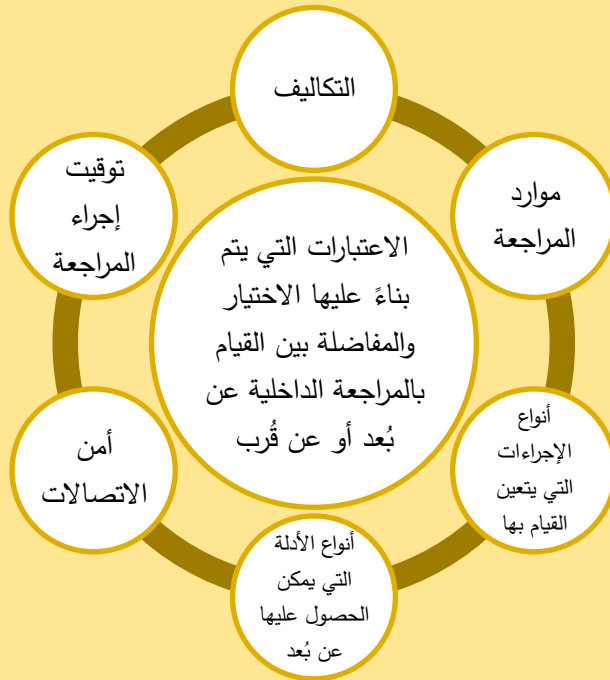 التكاليف
موارد
المراجعة
أنواع
الإجراءات
التي يتعين
القيام بها
أنواع الأدلة
التي يمكن
الحصول عليها
عن بُعد
أمن
الاتصالات
توقيت
إجراء
المراجعة
الاعتبارات التي يتم
بناءً عليها الاختيار
والمفاضلة بين القيام
بالمراجعة الداخلية عن
بُعد أو عن قُرب